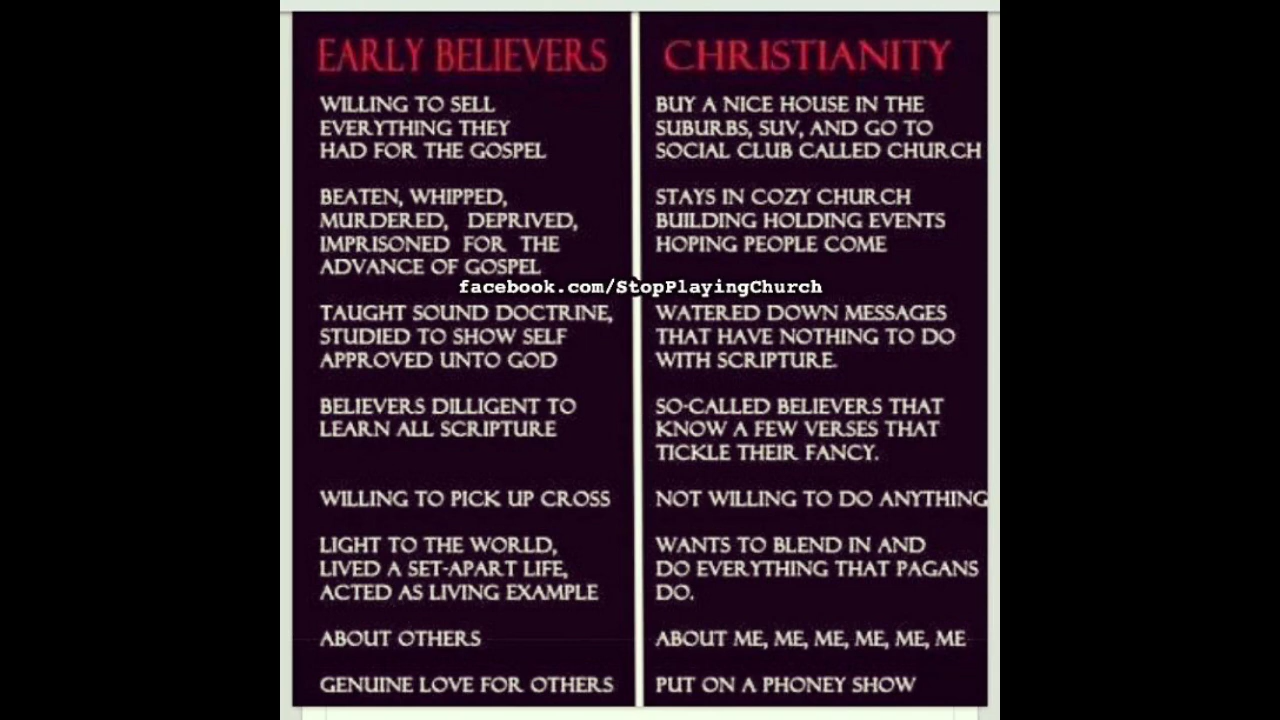 EARLY BELIEVERS
WILLING TO SELL
EVERYTHING THEY
HAD FOR THE GOSPEL
BEATEN, WHIPPED,
MURDERED, DEPRIVED,
IMPRISONED FOR THE
ADVANCE OF GOSPEL
TAUGHT SOUND DOCTRINE,
STUDIED TO SHOW SELF
APPROVED UNTO GOD
BELIEVERS DILLIGENT TO
LEARN ALL SCRIPTURE
WILLING TO PICK UP CROSS
LIGHT TO THE WORLD,
LIVED A SET-APART LIFE,
ACTED AS LIVING EXAMPLE
ABOUT OTHERS
GENUINE LOVE FOR OTHERS
CHRISTIANITY
BUY A NICE HOUSE IN THE
SUBURBS, SUV, AND GO TO
SOCIAL CLUB CALLED CHURCH
STAYS IN COZY CHURCH
BUILDING HOLDING EVENTS
HOPING PEOPLE COME
WATERED DOWN MESSAGES
THAT HAVE NOTHING TO DO
WITH SCRIPTURE.
SO-CALLED BELIEVERS THAT
KNOW A FEW VERSES THAT
TICKLE THEIR FANCY.
NOT WILLING TO DO ANYTHING
WANTS TO BLEND IN AND
DO EVERYTHING THAT PAGANS
DO.
ABOUT ME, ME, ME, ME, ME, ME
PUT ON A PHONEY SHOW
facebook.com/StopPlayingChurch